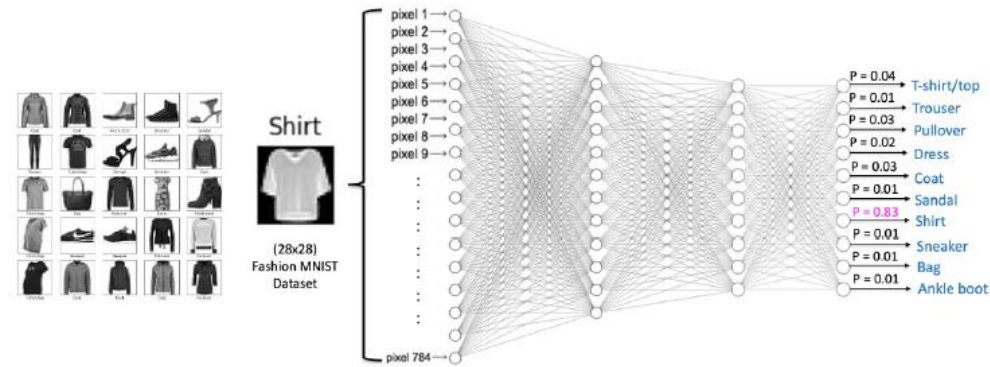 Shirt
(28x28)
Fashion MNIST
Dataset
pixel 1
pixel 2
pixel 3
pixel 4
pixel 5
pixel 6
pixel 7
pixel 8
pixel 9
:
:
:
:
:
pixel 784
P = 0.04 T-shirt/top
P = 0.01 Trouser
P = 0.03 Pullover
P = 0.02 Dress
P = 0.03 Coat
P = 0.01 Sandal
P = 0.83 Shirt
P = 0.01 Sneaker
P = 0.01 Bag
P = 0.01 Ankle boot